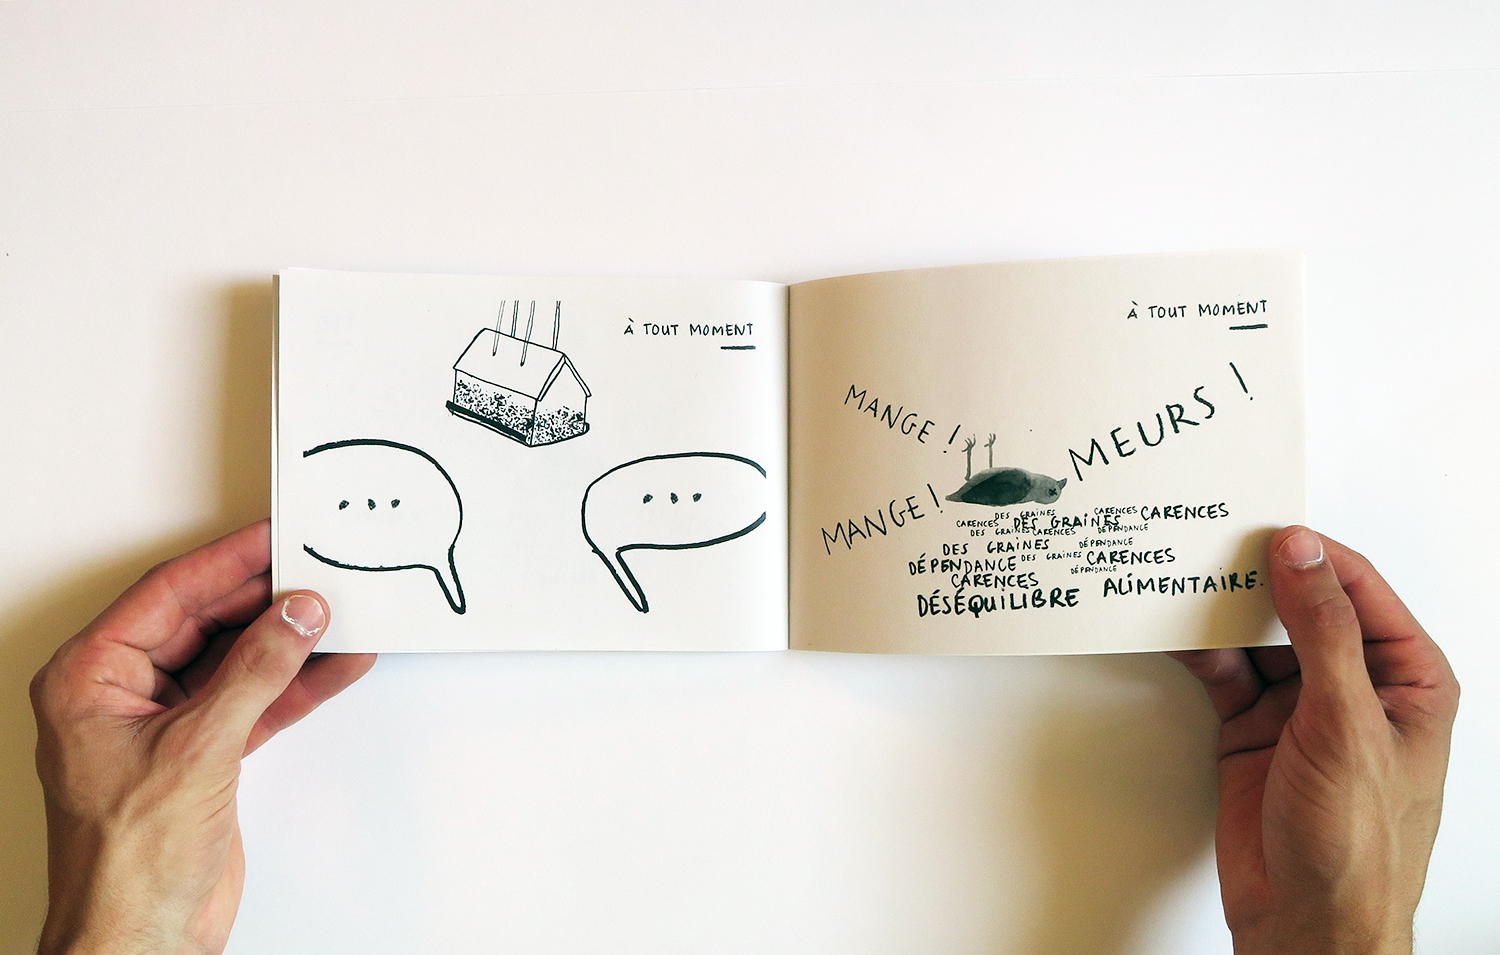 À TOUT MOMENT
...
...
À TOUT MOMENT
MANGE !
MEURS !
MANGE !
DES GRAINES CARENCES CARENCES
CARENCES DES GRAINES
DES GRAINES CARENCES DÉPENDANCE
DES GRAINES DÉPENDANCE
DÉPENDANCE DES GRAINES CARENCES
CARENCES DÉPENDANCE
DÉSÉQUILIBRE ALIMENTAIRE.